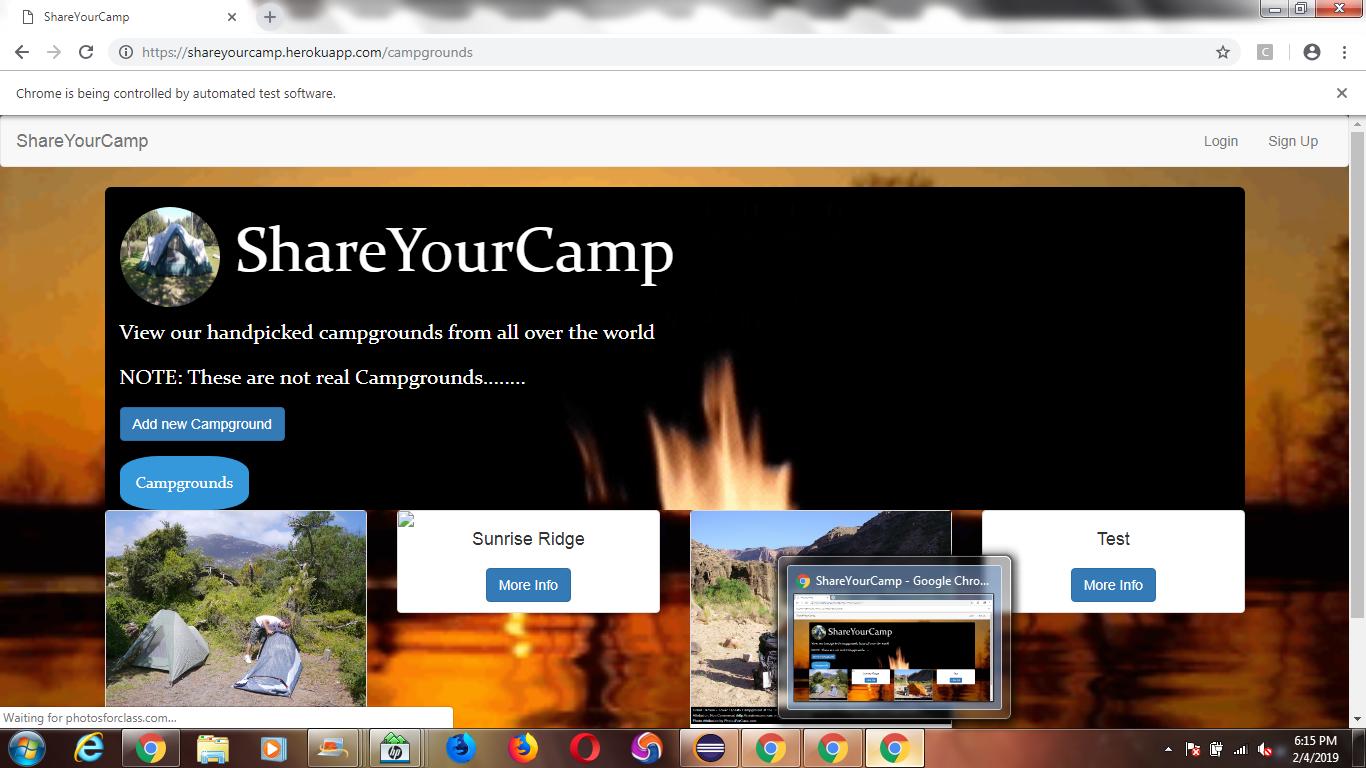 ShareYourCamp
https://shareyourcamp.herokuapp.com/campgrounds
C
Chrome is being controlled by automated test software.
ShareYourCamp
Login
Sign Up
ShareYourCamp
View our handpicked campgrounds from all over the world
NOTE: These are not real Campgrounds........
Add new Campground
Campgrounds
Sunrise Ridge
More Info
Test
More Info
ShareYourCamp - Google Chro...
ShareYourCamp
Waiting for photosforclass.com...
hp
6:15 PM
2/4/2019